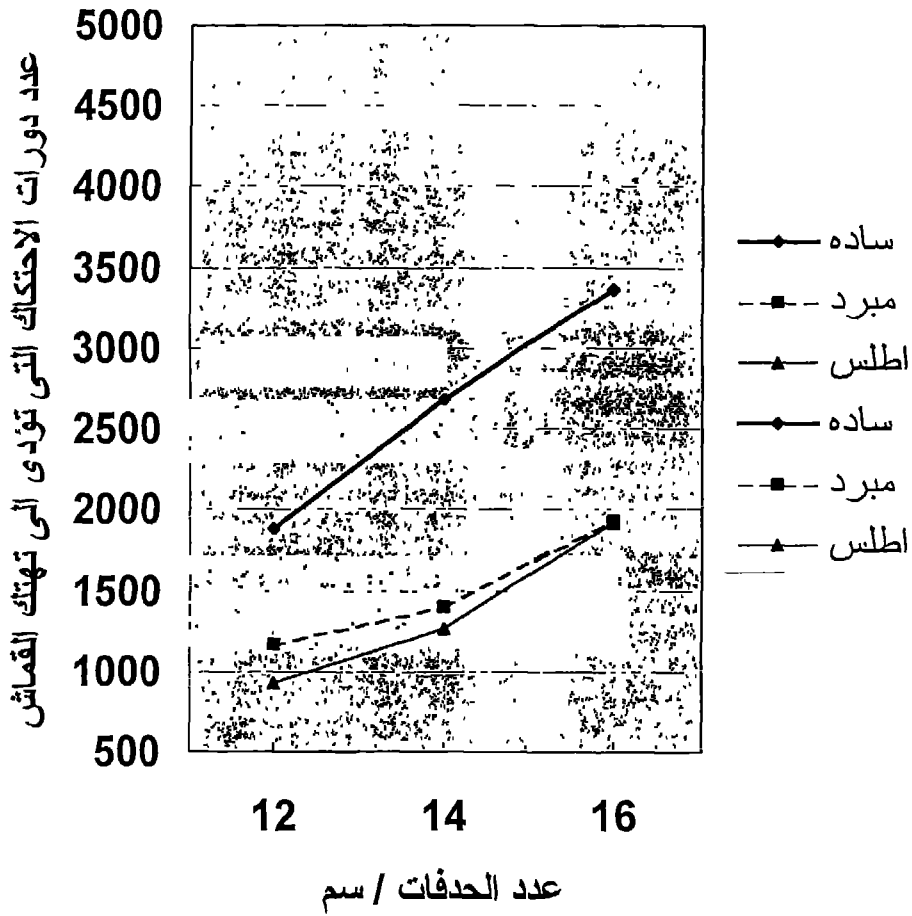 عدد دورات الاحتكاك التى تؤدى الى تهتك القماش
5000
4500
4000
3500
3000
2500
2000
1500
1000
500
12 14 16
عدد الحدفات / سم
ساده
مبرد
اطلس
ساده
مبرد
اطلس